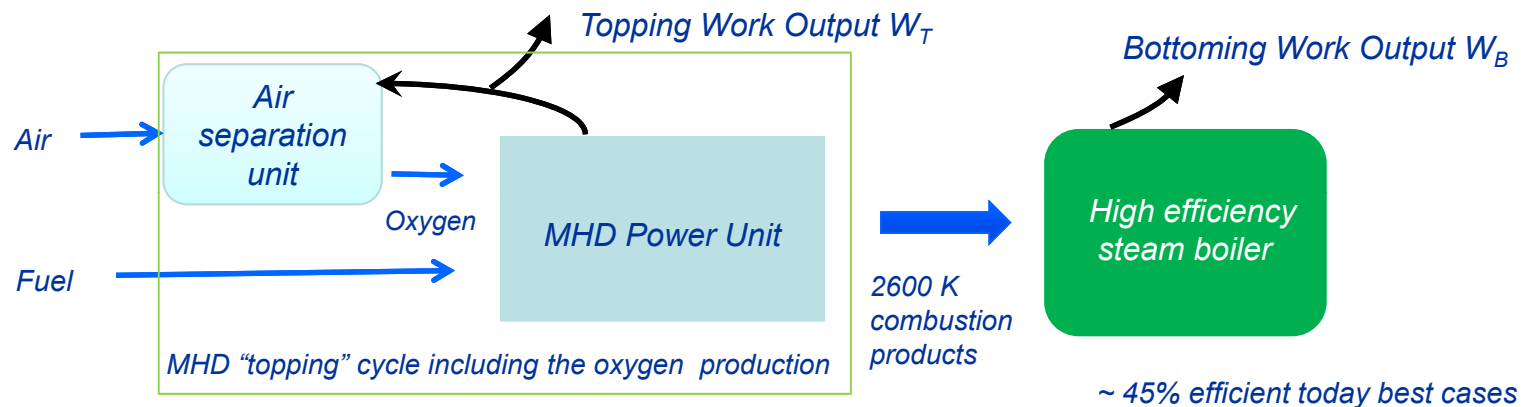 Topping Work Output W_T
Bottoming Work Output W_B
Air
separation
unit
Air
Oxygen
MHD Power Unit
High efficiency
steam boiler
Fuel
2600 K
combustion
products
MHD “topping” cycle including the oxygen production
~ 45% efficient today best cases